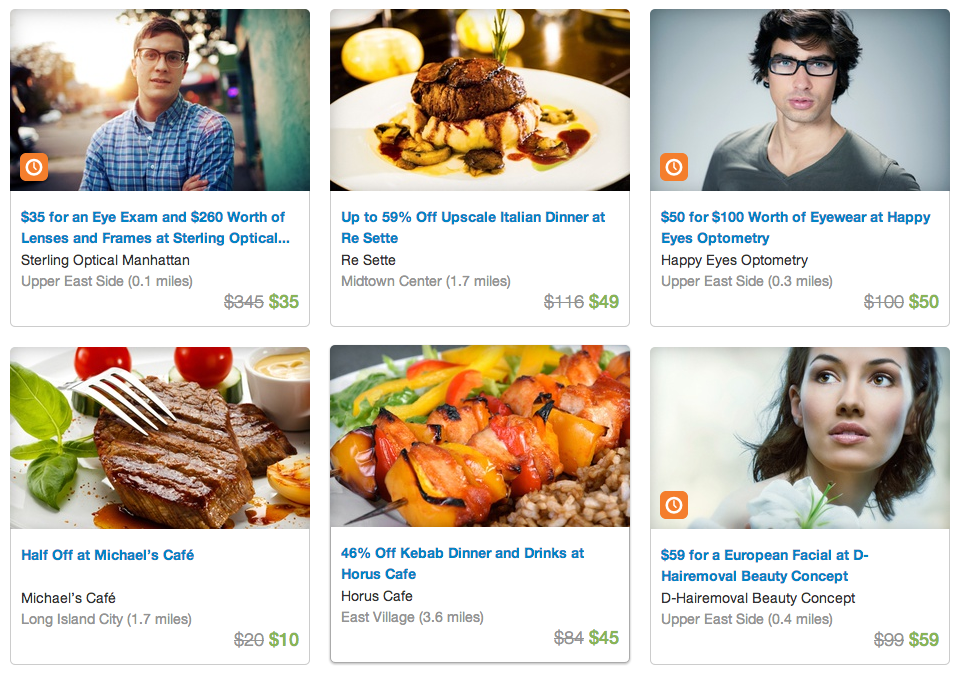 $35 for an Eye Exam and $260 Worth of
Lenses and Frames at Sterling Optical...
Sterling Optical Manhattan
Upper East Side (0.1 miles)
$345 $35
Up to 59% Off Upscale Italian Dinner at
Re Sette
Re Sette
Midtown Center (1.7 miles)
$116 $49
$50 for $100 Worth of Eyewear at Happy
Eyes Optometry
Happy Eyes Optometry
Upper East Side (0.3 miles)
$100 $50
Half Off at Michael’s Café
Michael’s Café
Long Island City (1.7 miles)
$20 $10
46% Off Kebab Dinner and Drinks at
Horus Cafe
Horus Cafe
East Village (3.6 miles)
$84 $45
$59 for a European Facial at D-
Hairemoval Beauty Concept
D-Hairemoval Beauty Concept
Upper East Side (0.4 miles)
$99 $59